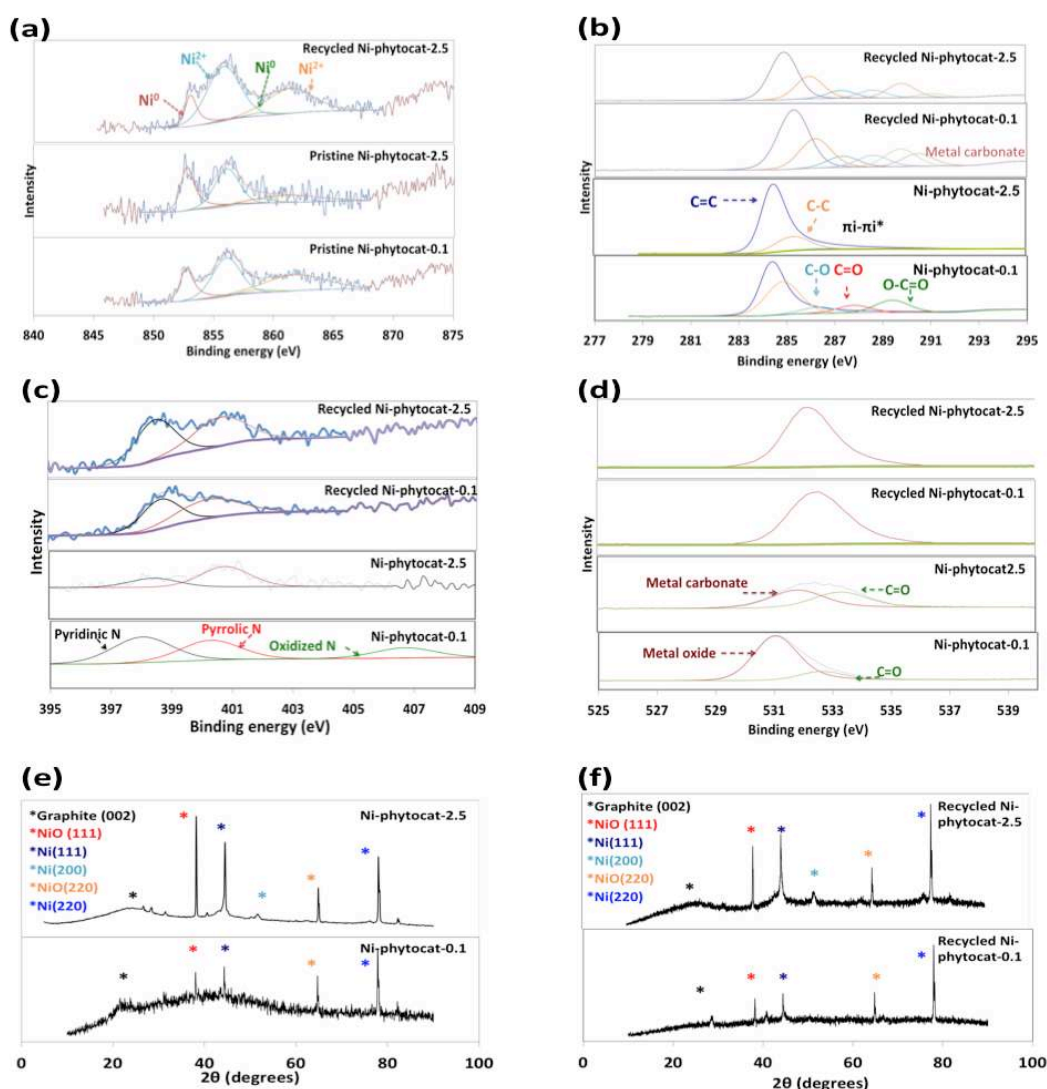 (a)
Recycled Ni-phytocat-2.5
Ni²⁺
Ni⁰
Ni²⁺
Ni⁰
Pristine Ni-phytocat-2.5
Pristine Ni-phytocat-0.1
Intensity
840 845 850 855 860 865 870 875
Binding energy (eV)
(b)
Recycled Ni-phytocat-2.5
Recycled Ni-phytocat-0.1
Metal carbonate
Ni-phytocat-2.5
C=C
C-C
πi-πi*
Ni-phytocat-0.1
C-O
C=O
O-C=O
Intensity
277 279 281 283 285 287 289 291 293 295
Binding energy (eV)
(c)
Recycled Ni-phytocat-2.5
Recycled Ni-phytocat-0.1
Ni-phytocat-2.5
Ni-phytocat-0.1
Pyridinic N
Pyrrolic N
Oxidized N
Intensity
395 397 399 401 403 405 407 409
Binding energy (eV)
(d)
Recycled Ni-phytocat-2.5
Recycled Ni-phytocat-0.1
Ni-phytocat2.5
Metal carbonate
C=O
Ni-phytocat-0.1
Metal oxide
C=O
Intensity
525 527 529 531 533 535 537 539
Binding energy (eV)
(e)
*Graphite (002)
*NiO (111)
*Ni(111)
*Ni(200)
*NiO(220)
*Ni(220)
Ni-phytocat-2.5
* * * * * *
Ni-phytocat-0.1
* * * * *
0 20 40 60 80 100
2θ (degrees)
(f)
*Graphite (002)
*NiO (111)
*Ni(111)
*Ni(200)
*NiO(220)
*Ni(220)
Recycled Ni-
phytocat-2.5
* * * * * *
Recycled Ni-
phytocat-0.1
* * * * *
0 20 40 60 80 100
2θ (degrees)